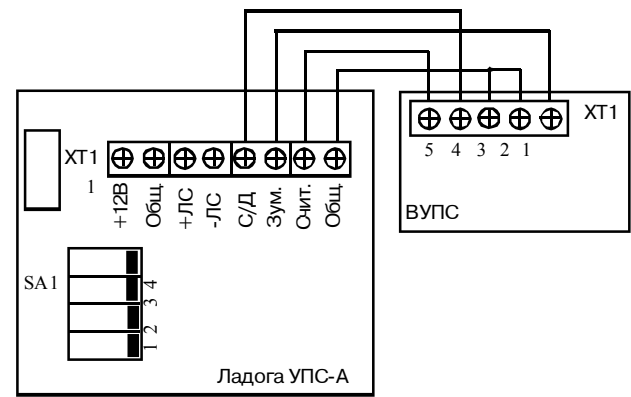 XT1
1
+12В
Общ.
+ЛС
-ЛС
С/Д
Зум.
Счит.
Общ.
XT1
5 4 3 2 1
ВУПС
SA1
1 2 3 4
Ладога УПС-А